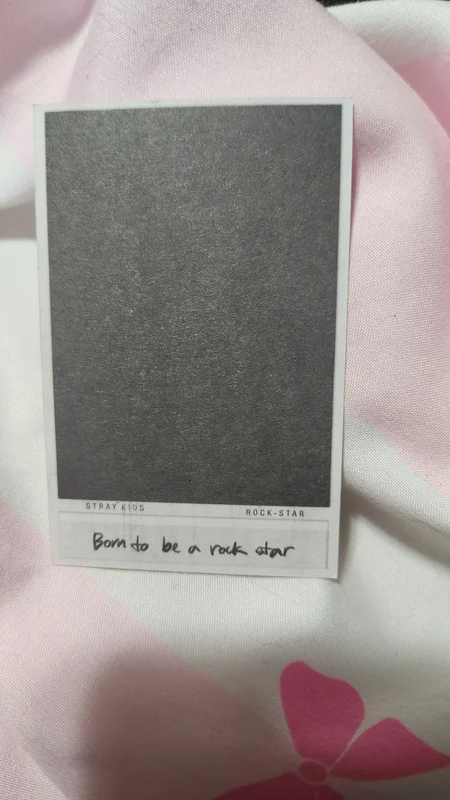 STRAY KIDS
ROCK-STAR
Born to be a rock star